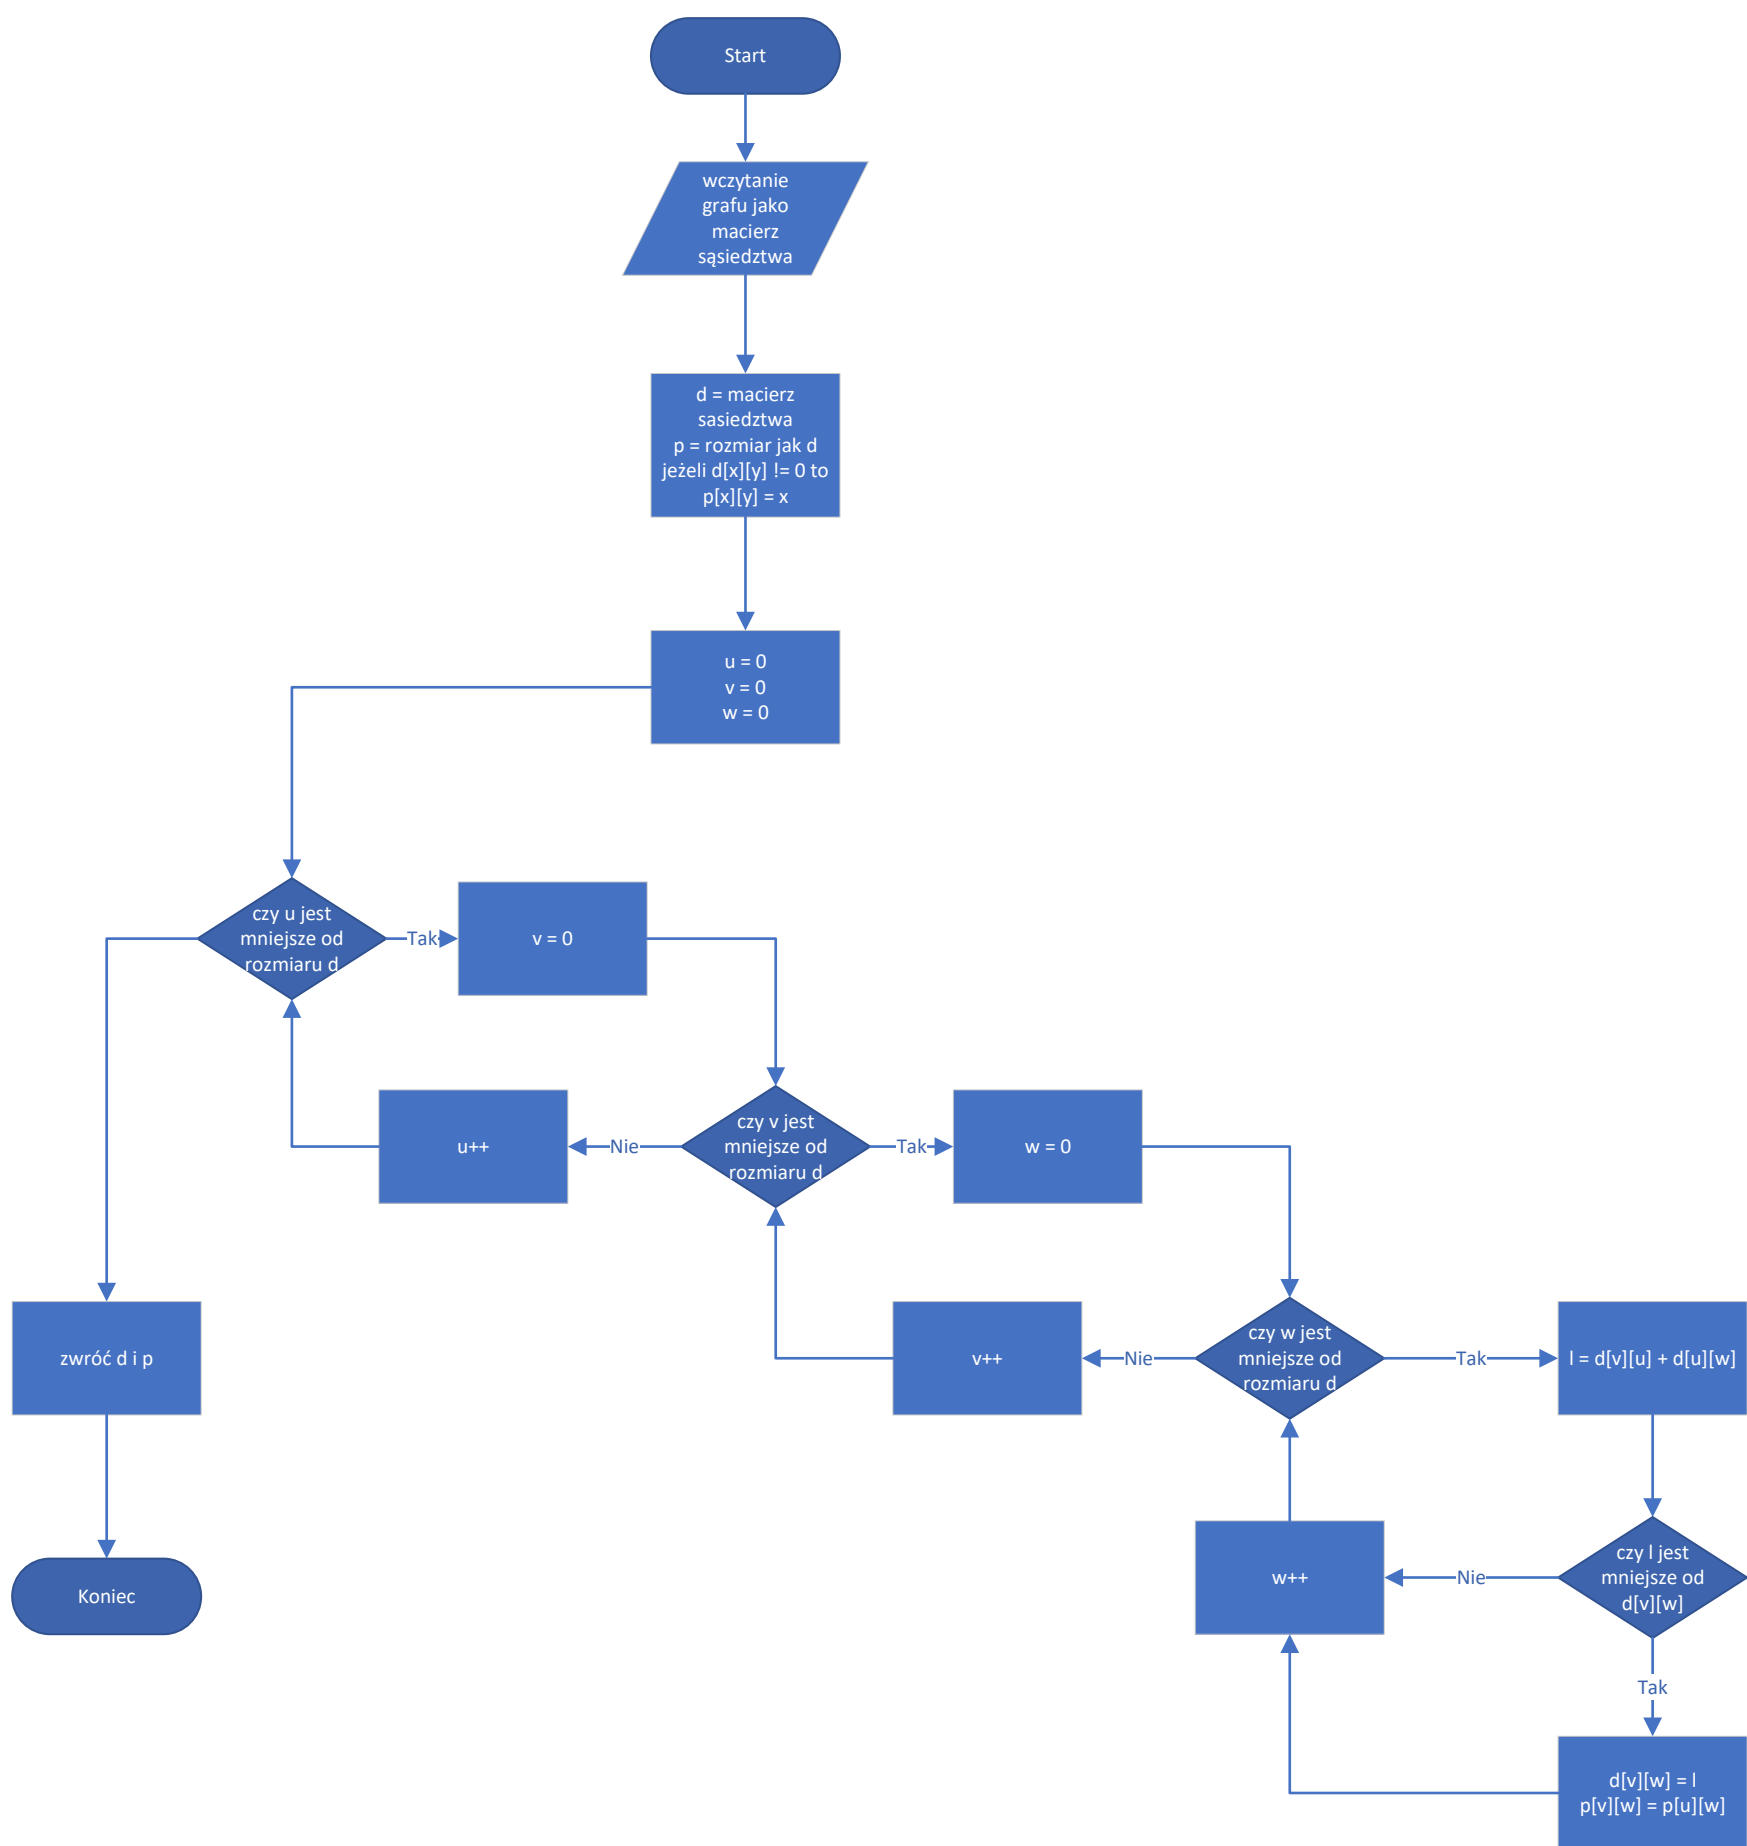 Start
wczytanie
grafu jako
macierz
sąsiedztwa
d = macierz
sasiedztwa
p = rozmiar jak d
jeżeli d[x][y] != 0 to
p[x][y] = x
u = 0
v = 0
w = 0
czy u jest
mniejsze od
rozmiaru d
Tak
v = 0
u++
Nie
czy v jest
mniejsze od
rozmiaru d
Tak
w = 0
zwróć d i p
v++
Nie
czy w jest
mniejsze od
rozmiaru d
Tak
l = d[v][u] + d[u][w]
Koniec
w++
Nie
czy l jest
mniejsze od
d[v][w]
Tak
d[v][w] = l
p[v][w] = p[u][w]